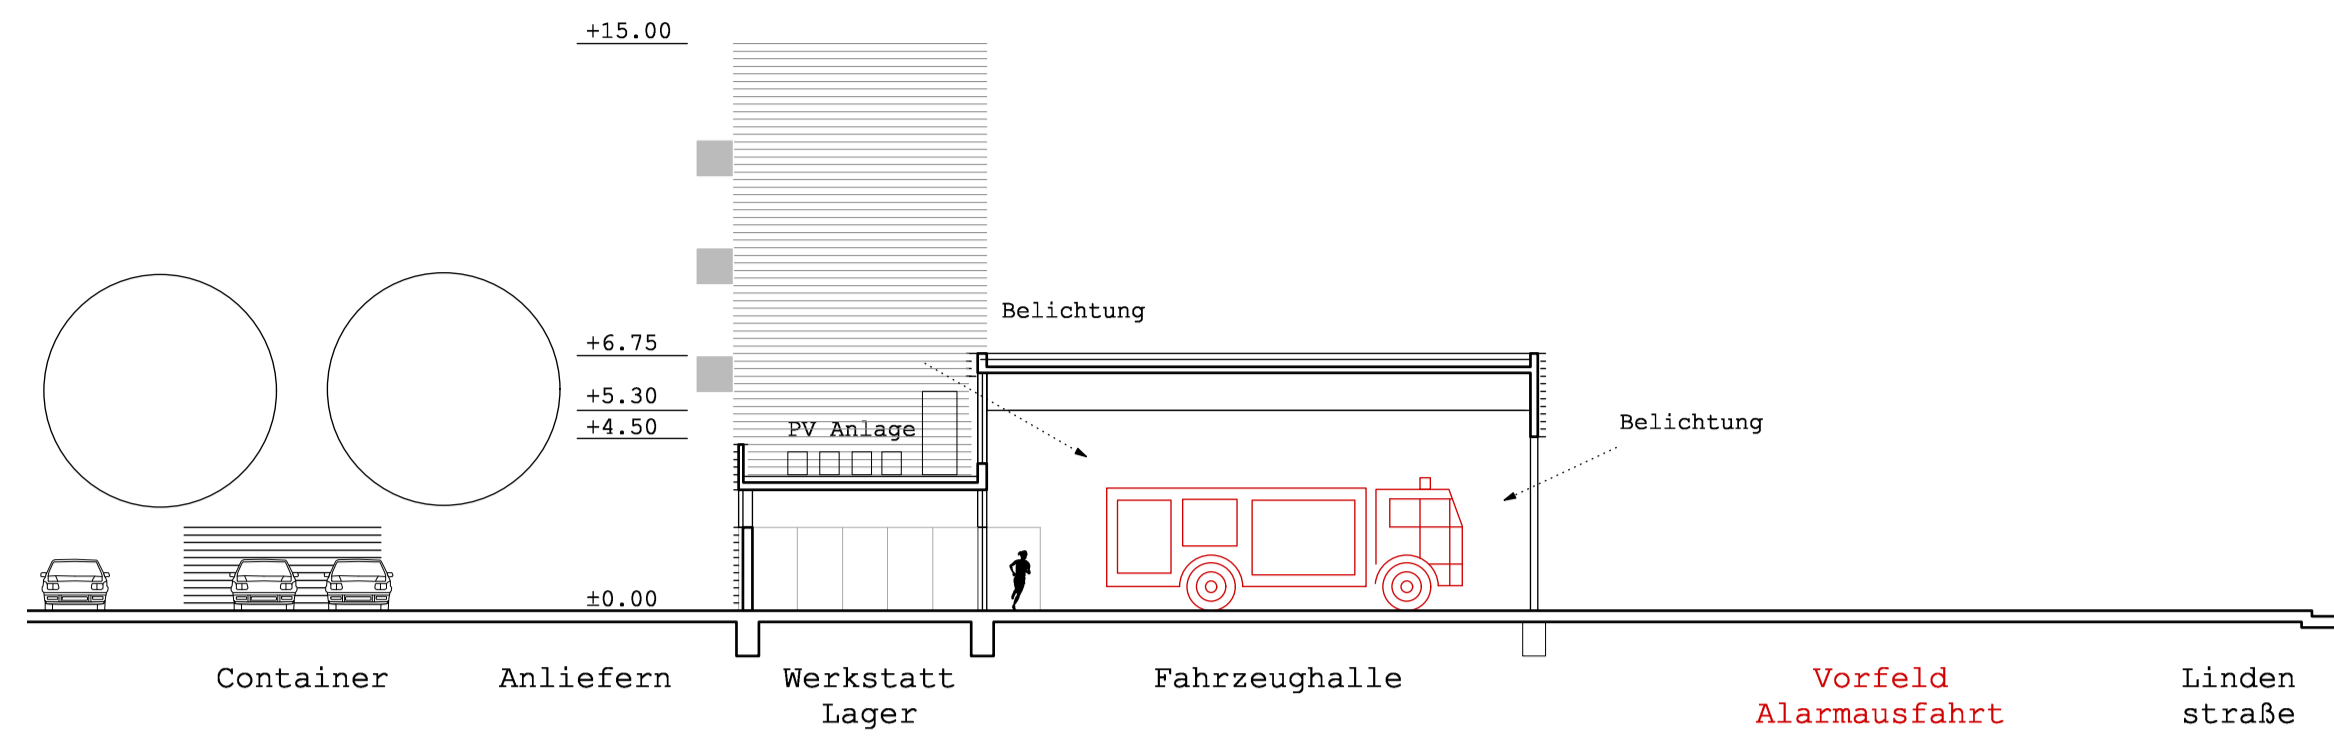 +15.00
Belichtung
+6.75
+5.30
+4.50
PV Anlage
Belichtung
±0.00
Container
Anliefern
Werkstatt
Lager
Fahrzeughalle
Vorfeld
Alarmausfahrt
Linden
straße